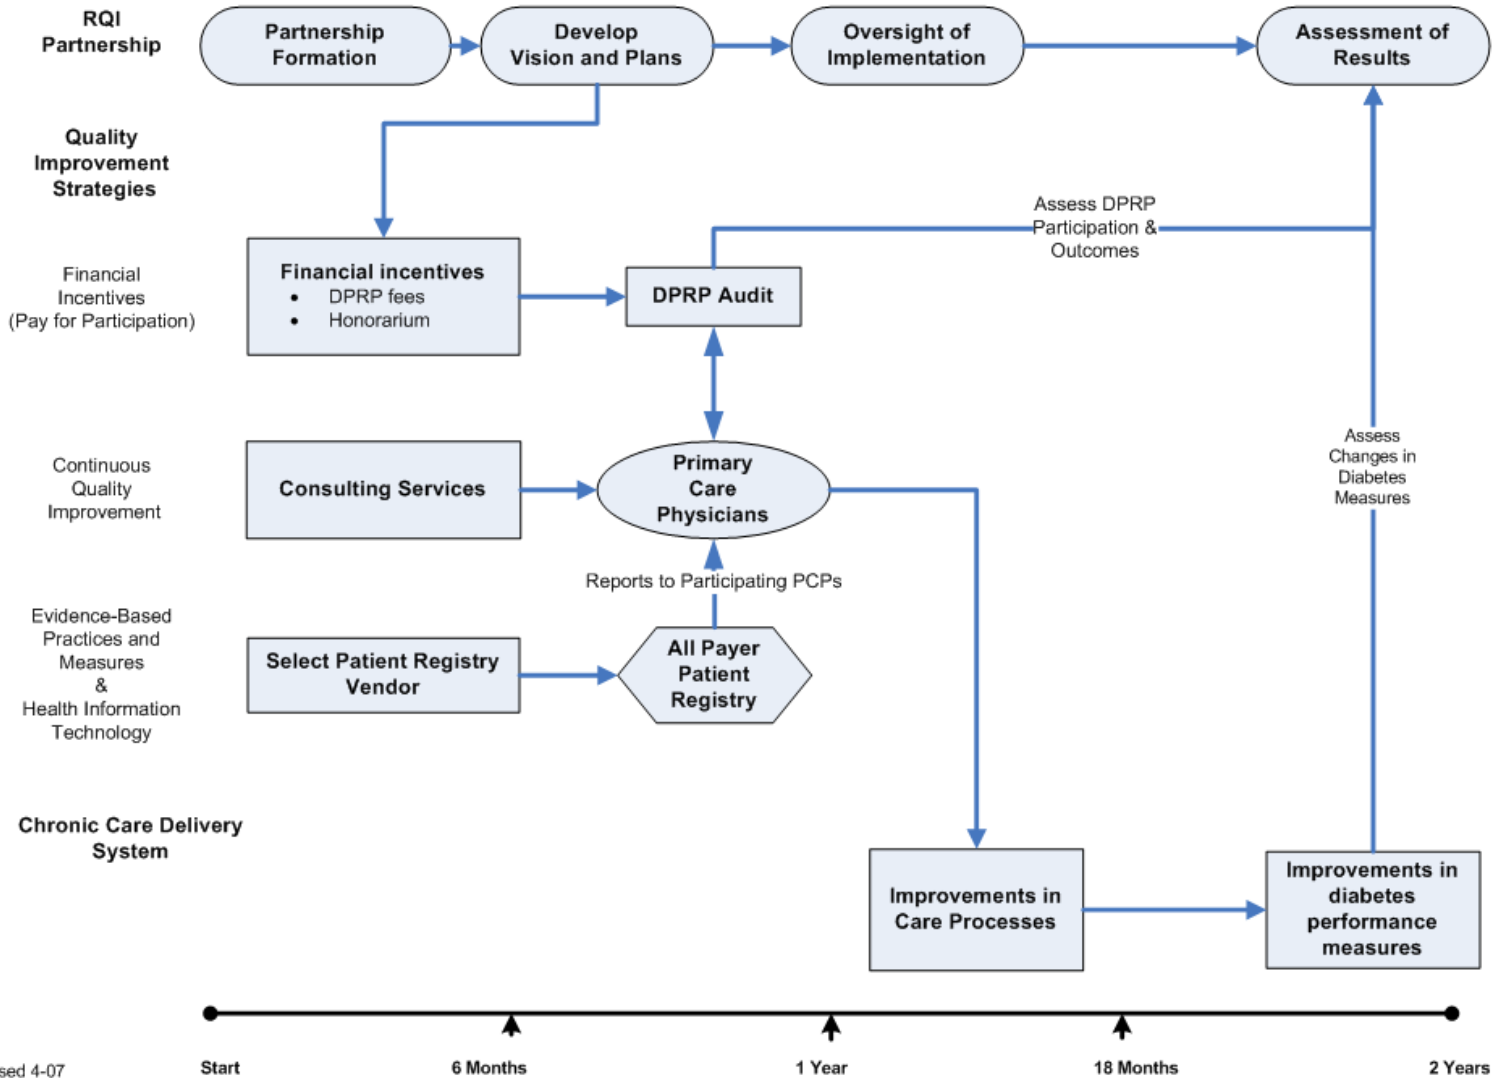 RQI
Partnership
Partnership
Formation
Develop
Vision and Plans
Oversight of
Implementation
Assessment of
Results
Quality
Improvement
Strategies
Assess DPRP
Participation &
Outcomes
Financial
Incentives
(Pay for Participation)
Financial incentives
• DPRP fees
• Honorarium
DPRP Audit
Continuous
Quality
Improvement
Consulting Services
Primary
Care
Physicians
Assess
Changes in
Diabetes
Measures
Reports to Participating PCPs
Evidence-Based
Practices and
Measures
&
Health Information
Technology
Select Patient Registry
Vendor
All Payer
Patient
Registry
Chronic Care Delivery
System
Improvements in
Care Processes
Improvements in
diabetes
performance
measures
sed 4-07
Start
6 Months
1 Year
18 Months
2 Years